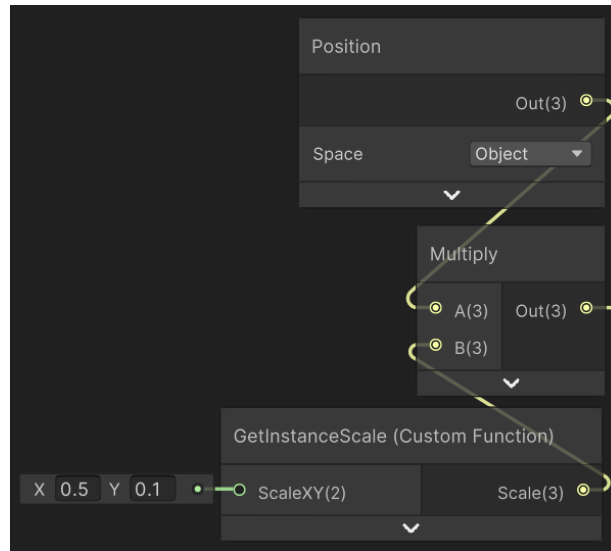 Position
Out(3)
Space Object
Multiply
A(3) Out(3)
B(3)
GetInstanceScale (Custom Function)
X 0.5 Y 0.1 ScaleXY(2) Scale(3)